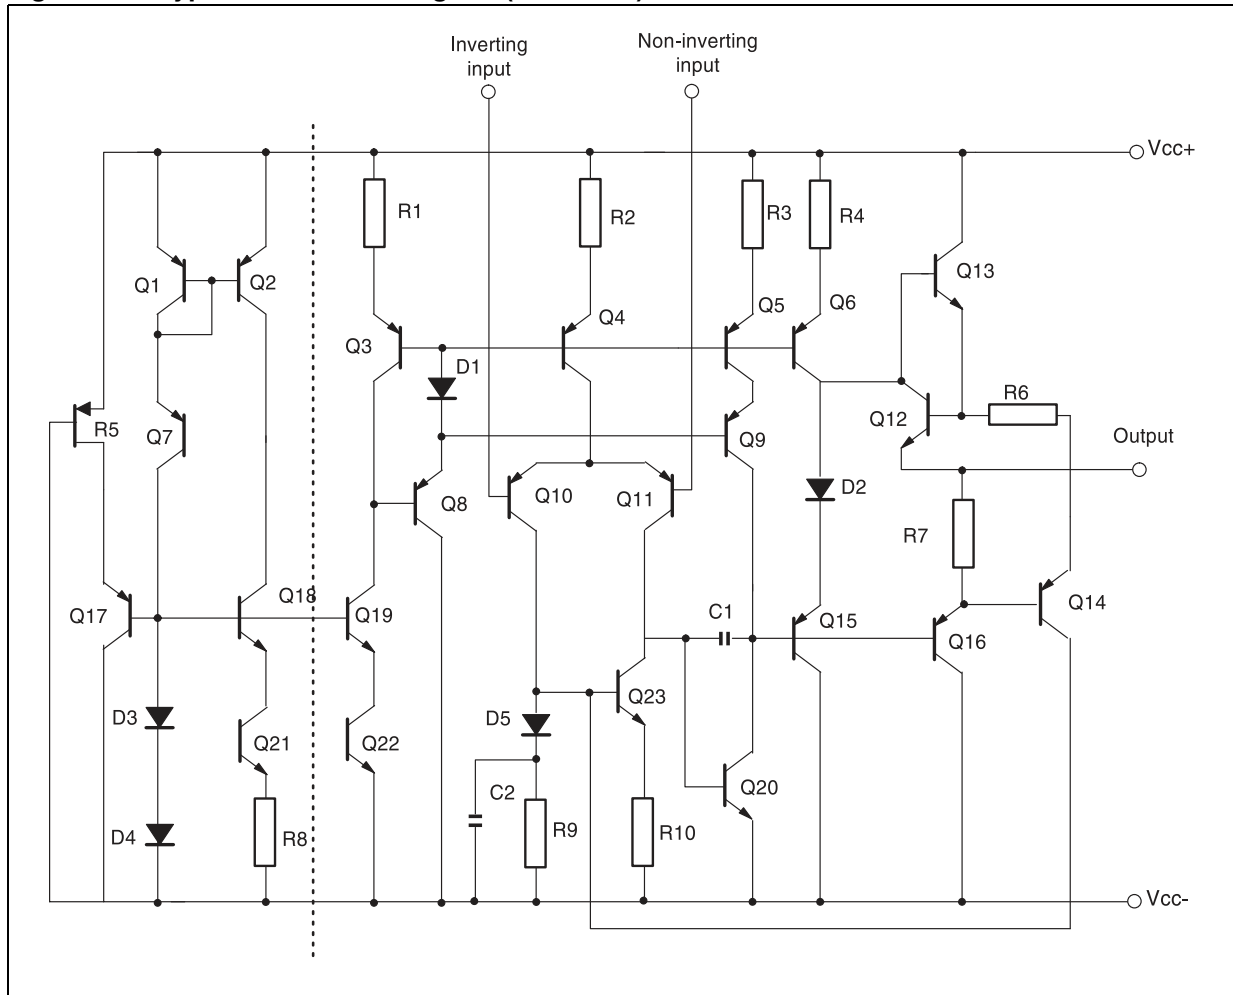 Inverting
input
Non-inverting
input
Vcc+
R1
R2
R3
R4
Q1
Q2
Q13
Q3
D1
Q4
Q5
Q6
R5
Q7
Q12
R6
Output
Q8
Q10
Q11
Q9
D2
R7
Q17
Q18
Q19
C1
Q15
Q16
Q14
D3
Q21
Q22
D5
Q23
C2
Q20
D4
R8
R9
R10
Vcc-